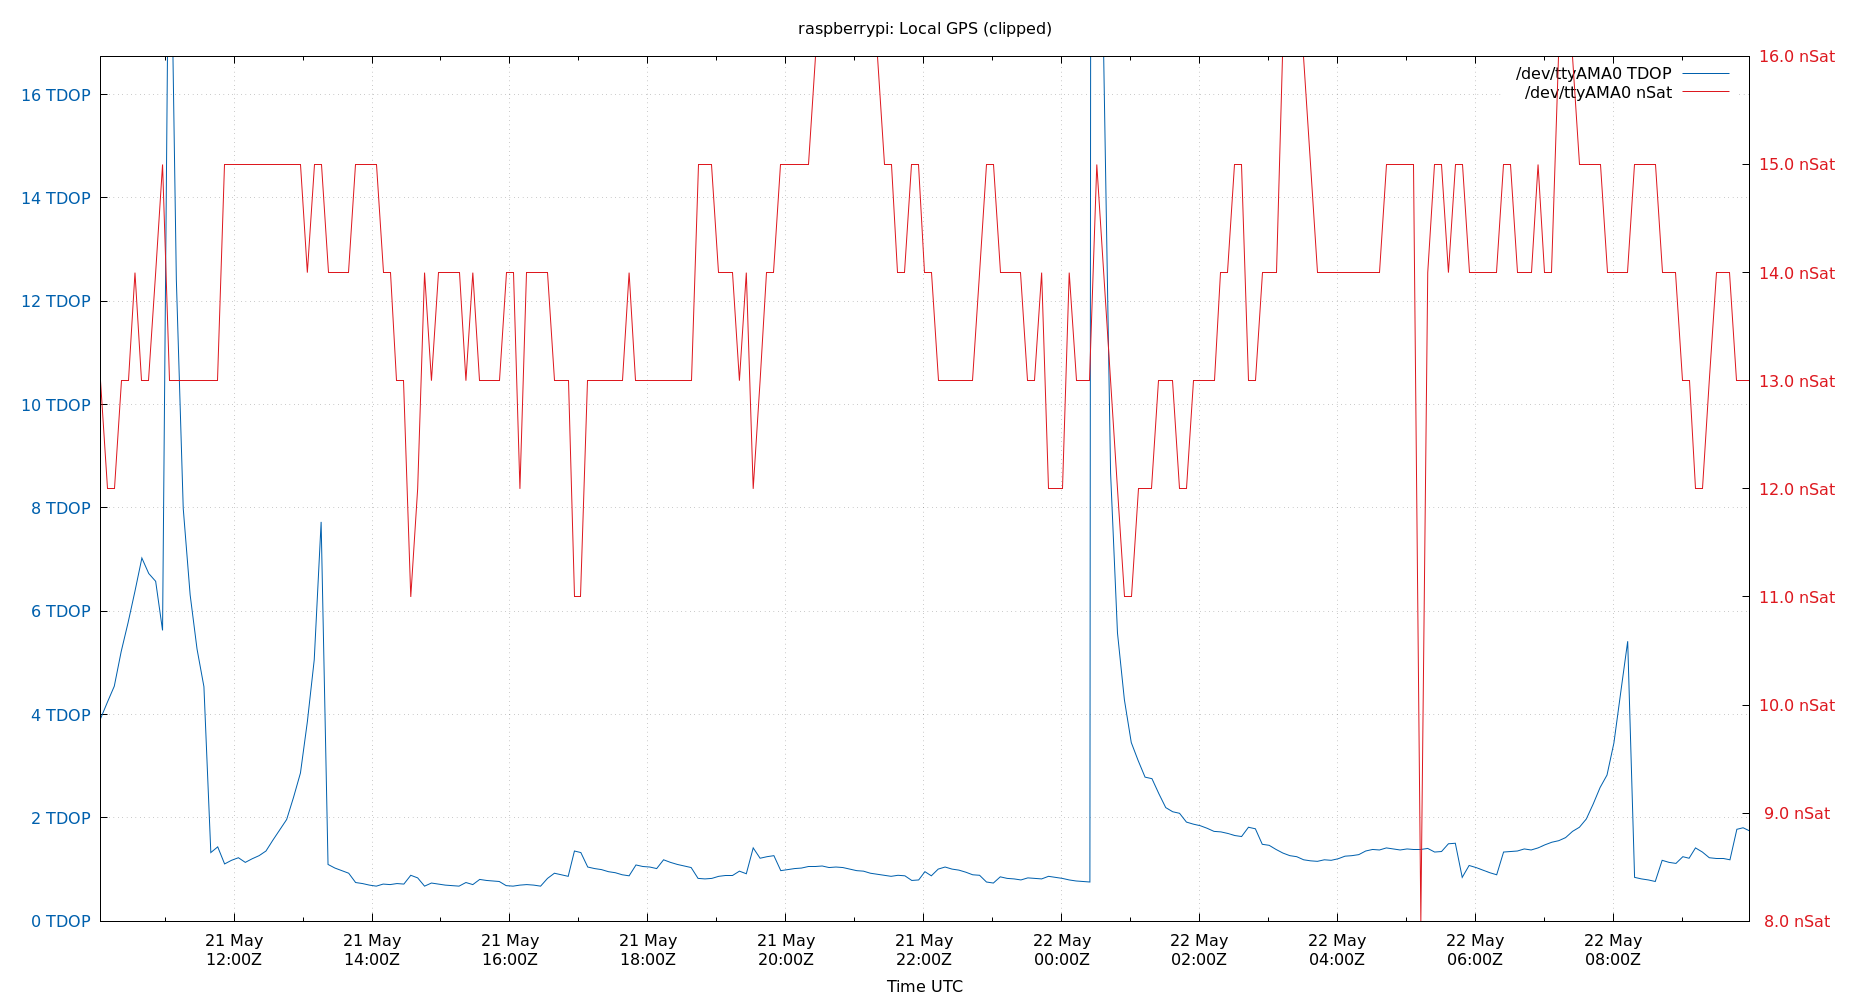 raspberrypi: Local GPS (clipped)
/dev/ttyAMA0 TDOP
/dev/ttyAMA0 nSat
16 TDOP
14 TDOP
12 TDOP
10 TDOP
8 TDOP
6 TDOP
4 TDOP
2 TDOP
0 TDOP
16.0 nSat
15.0 nSat
14.0 nSat
13.0 nSat
12.0 nSat
11.0 nSat
10.0 nSat
9.0 nSat
8.0 nSat
21 May 21 May 21 May 21 May 21 May 21 May 22 May 22 May 22 May 22 May 22 May
12:00Z 14:00Z 16:00Z 18:00Z 20:00Z 22:00Z 00:00Z 02:00Z 04:00Z 06:00Z 08:00Z
Time UTC